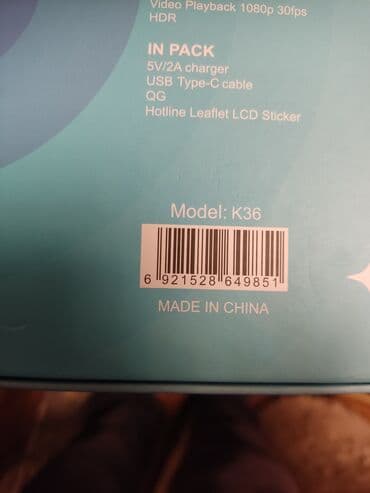 Video Playback 1080p 30fps
HDR
IN PACK
5V/2A charger
USB Type-C cable
QG
Hotline Leaflet LCD Sticker
Model: K36
6 921528 649851
MADE IN CHINA